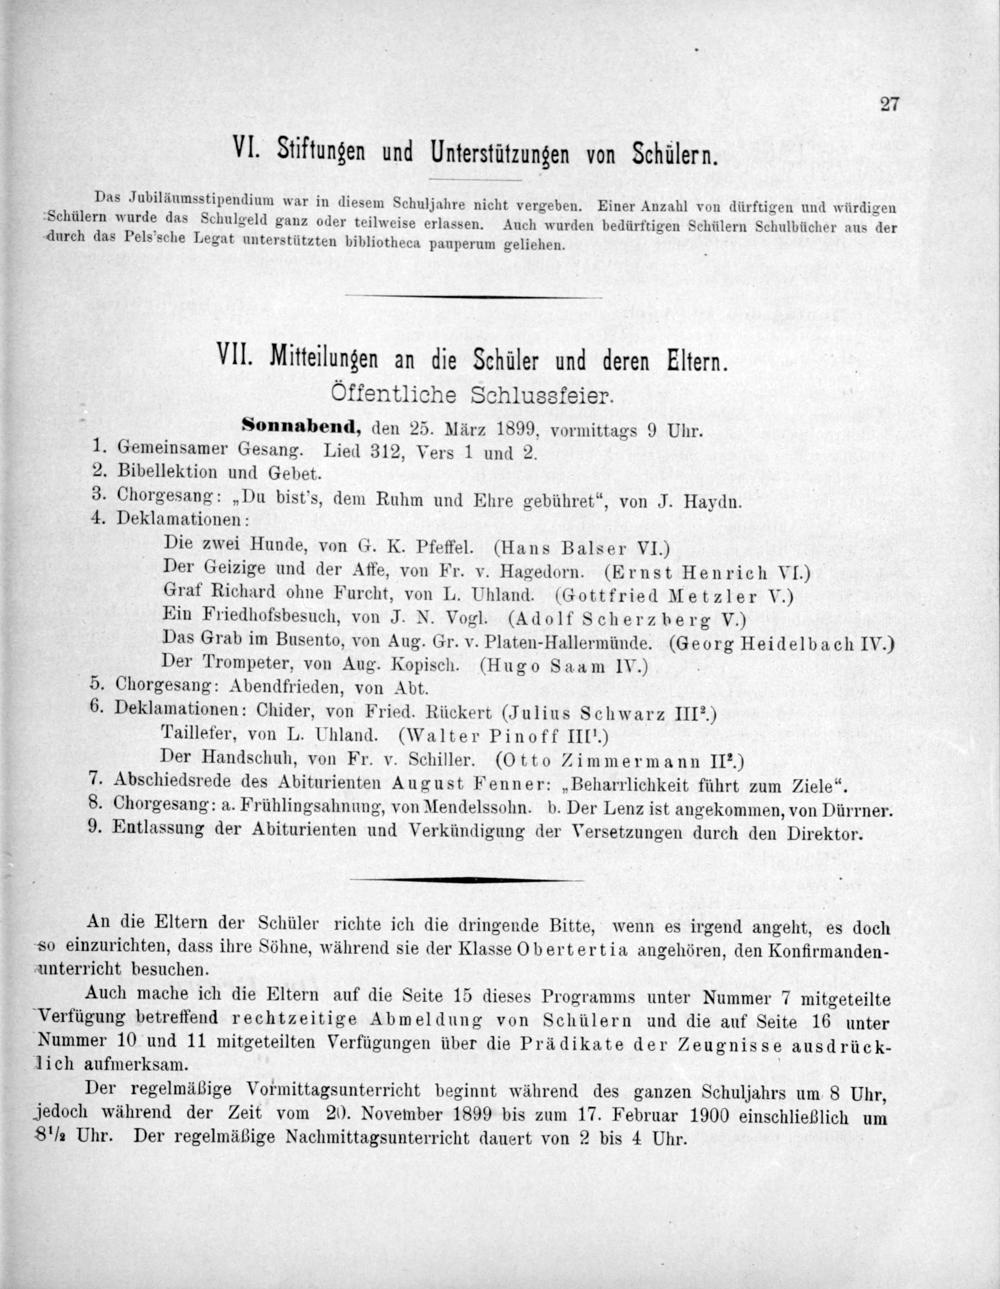 27
VI. Stiftungen und Unterstützungen von Schülern.
Das Jubiläumsstipendium war in diesem Schuljahre nicht vergeben. Einer Anzahl von dürftigen und würdigen
Schülern wurde das Schulgeld ganz oder teilweise erlassen. Auch wurden bedürftigen Schülern Schulbücher aus der
durch das Pels'sche Legat unterstützten bibliotheca pauperum geliehen.
VII. Mitteilungen an die Schüler und deren Eltern.
Öffentliche Schlussfeier.
Sonnabend, den 25. März 1899, vormittags 9 Uhr.
1. Gemeinsamer Gesang. Lied 312, Vers 1 und 2.
2. Bibellektion und Gebet.
3. Chorgesang: „Du bist's, dem Ruhm und Ehre gebühret“, von J. Haydn.
4. Deklamationen:
Die zwei Hunde, von G. K. Pfeffel. (Hans Balser VI.)
Der Geizige und der Affe, von Fr. v. Hagedorn. (Ernst Henrich VI.)
Graf Richard ohne Furcht, von L. Uhland. (Gottfried Metzler V.)
Ein Friedhofsbesuch, von J. N. Vogl. (Adolf Scherzberg V.)
Das Grab im Busento, von Aug. Gr. v. Platen-Hallermünde. (Georg Heidelbach IV.)
Der Trompeter, von Aug. Kopisch. (Hugo Saam IV.)
5. Chorgesang: Abendfrieden, von Abt.
6. Deklamationen: Chider, von Fried. Rückert (Julius Schwarz III².)
Taillefer, von L. Uhland. (Walter Pinoff III¹.)
Der Handschuh, von Fr. v. Schiller. (Otto Zimmermann II².)
7. Abschiedsrede des Abiturienten August Fenner: „Beharrlichkeit führt zum Ziele“.
8. Chorgesang: a. Frühlingsahnung, von Mendelssohn. b. Der Lenz ist angekommen, von Dürrner.
9. Entlassung der Abiturienten und Verkündigung der Versetzungen durch den Direktor.
An die Eltern der Schüler richte ich die dringende Bitte, wenn es irgend angeht, es doch
so einzurichten, dass ihre Söhne, während sie der Klasse Obertertia angehören, den Konfirmanden-
unterricht besuchen.
Auch mache ich die Eltern auf die Seite 15 dieses Programms unter Nummer 7 mitgeteilte
Verfügung betreffend rechtzeitige Abmeldung von Schülern und die auf Seite 16 unter
Nummer 10 und 11 mitgeteilten Verfügungen über die Prädikate der Zeugnisse ausdrück-
lich aufmerksam.
Der regelmäßige Vormittagsunterricht beginnt während des ganzen Schuljahrs um 8 Uhr,
jedoch während der Zeit vom 20. November 1899 bis zum 17. Februar 1900 einschließlich um
8½ Uhr. Der regelmäßige Nachmittagsunterricht dauert von 2 bis 4 Uhr.